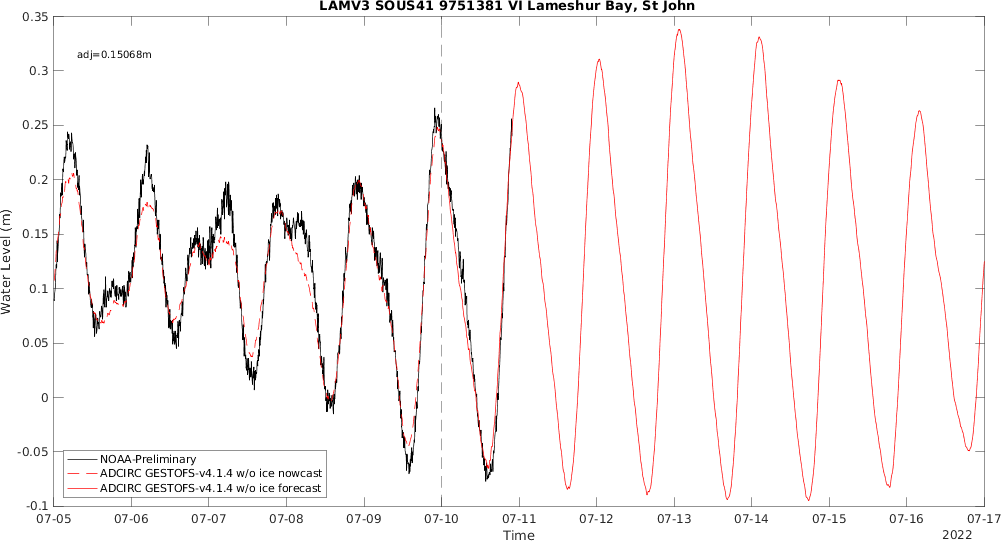 LAMV3 SOUS41 9751381 VI Lameshur Bay, St John
adj=0.15068m
Water Level (m)
0.35
0.3
0.25
0.2
0.15
0.1
0.05
0
-0.05
-0.1
NOAA-Preliminary
ADCIRC GESTOFS-v4.1.4 w/o ice nowcast
ADCIRC GESTOFS-v4.1.4 w/o ice forecast
07-05 07-06 07-07 07-08 07-09 07-10 07-11 07-12 07-13 07-14 07-15 07-16 07-17
Time
2022